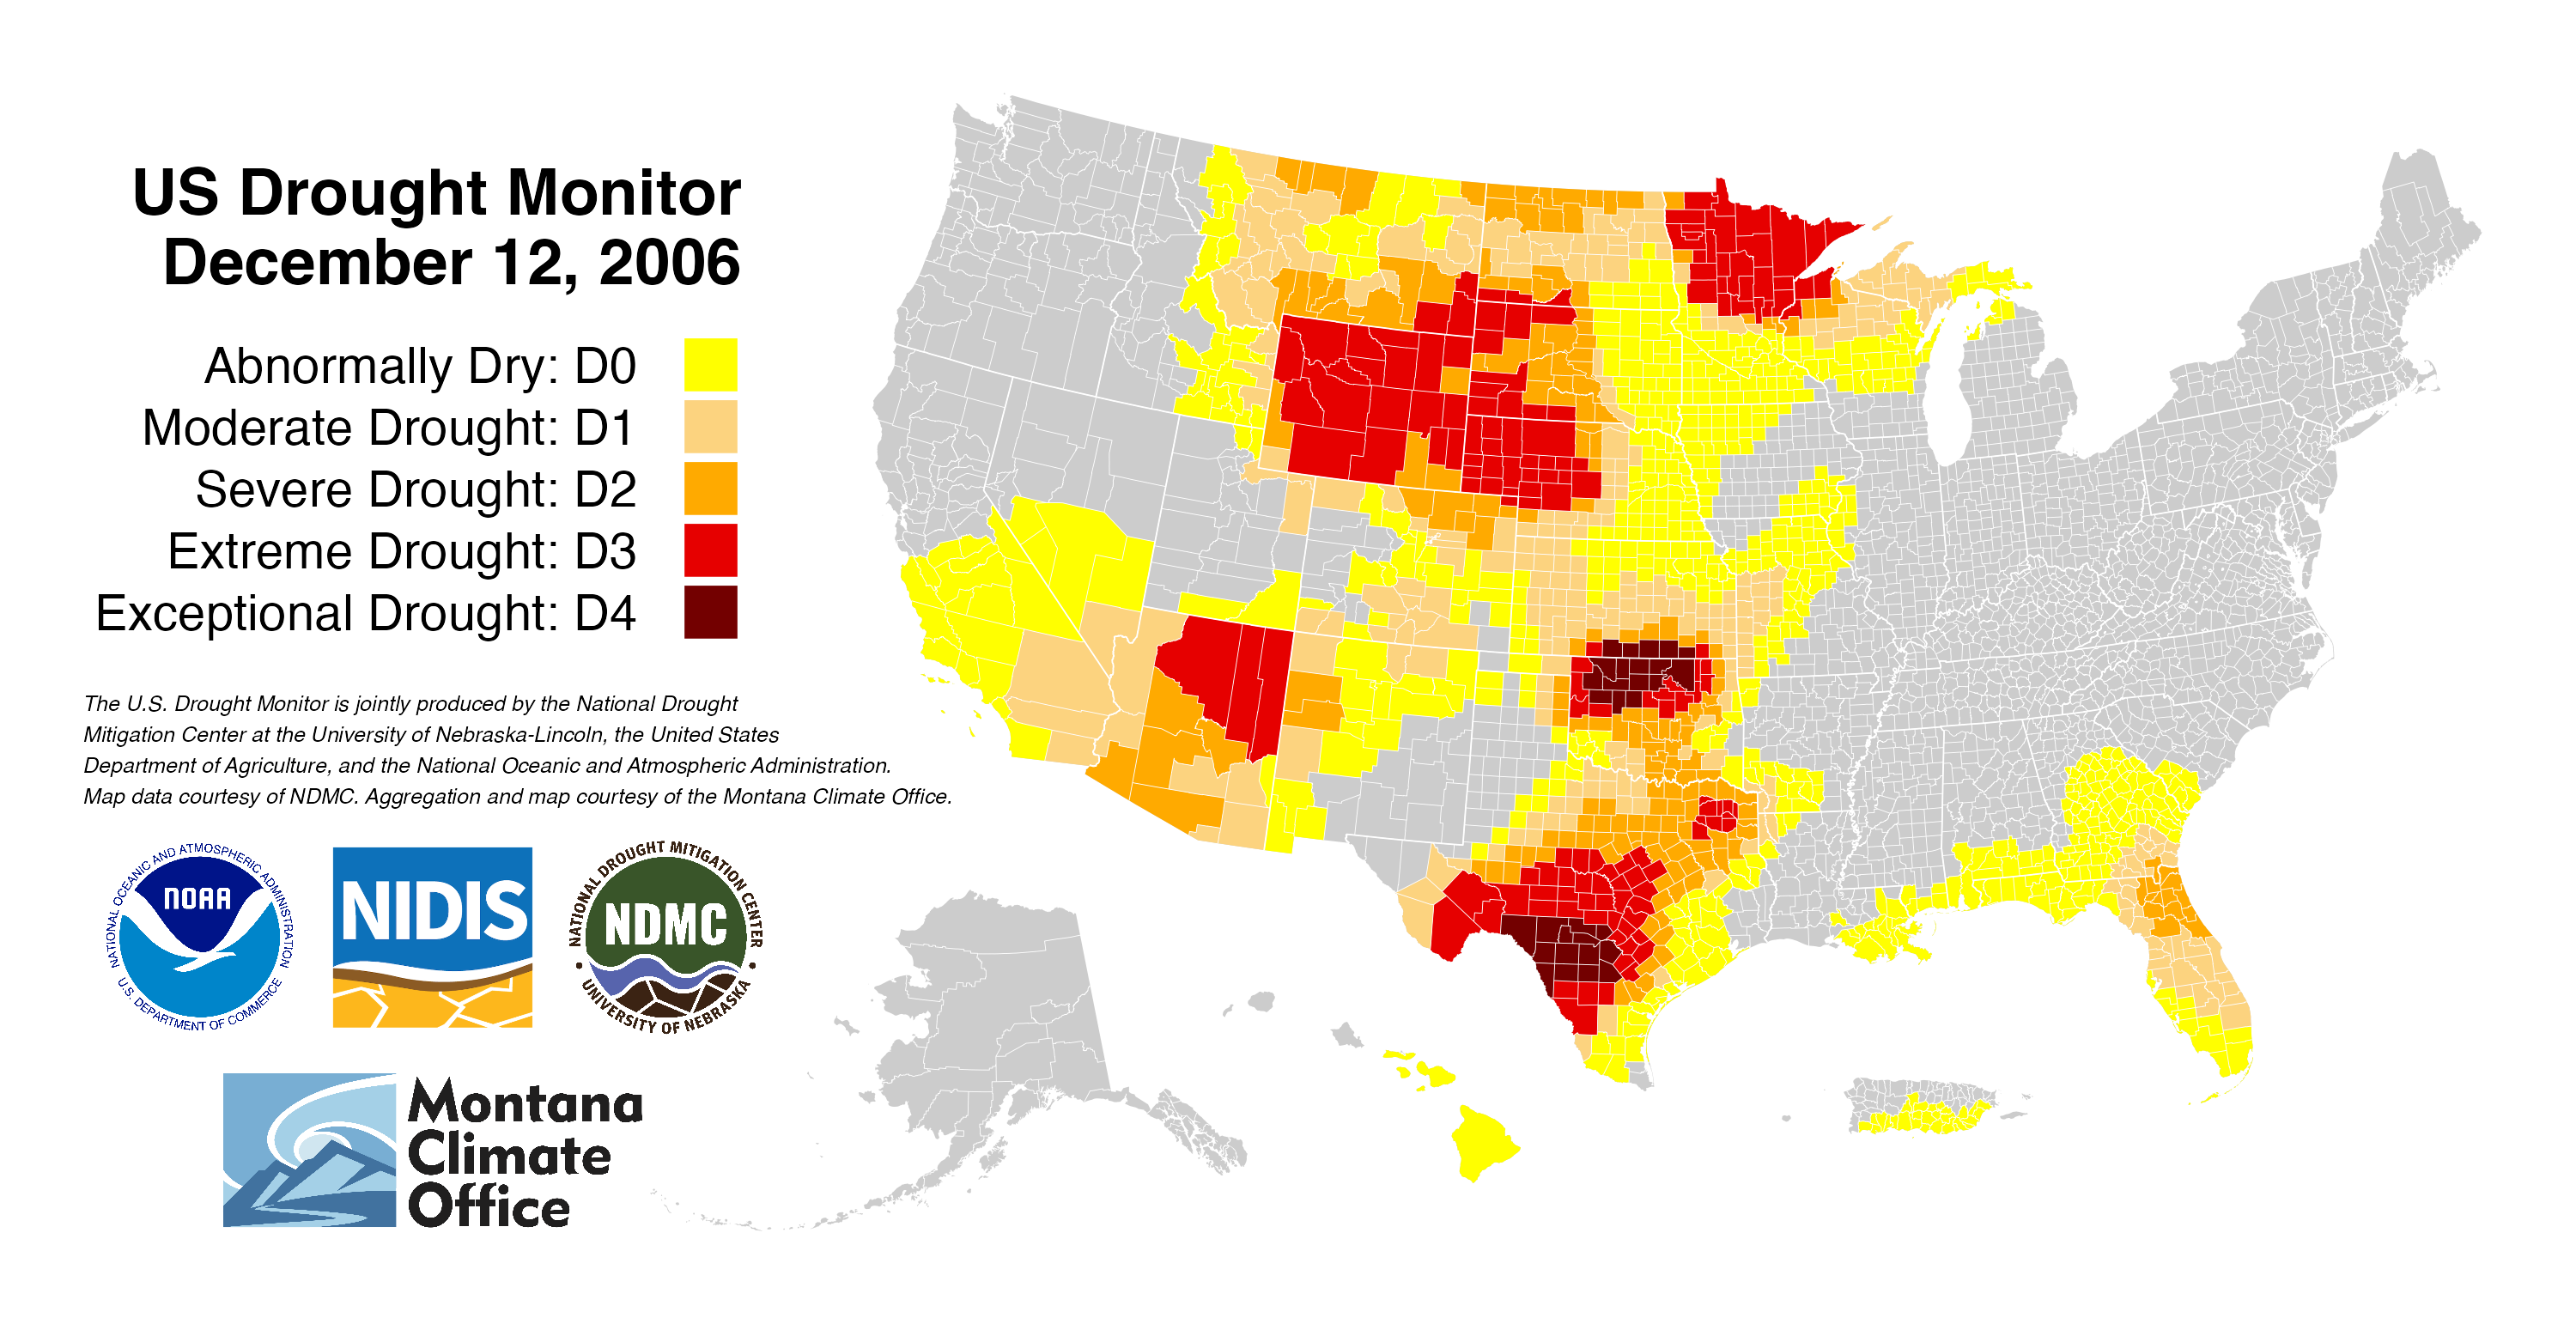 US Drought Monitor
December 12, 2006
Abnormally Dry: D0
Moderate Drought: D1
Severe Drought: D2
Extreme Drought: D3
Exceptional Drought: D4
The U.S. Drought Monitor is jointly produced by the National Drought
Mitigation Center at the University of Nebraska-Lincoln, the United States
Department of Agriculture, and the National Oceanic and Atmospheric Administration.
Map data courtesy of NDMC. Aggregation and map courtesy of the Montana Climate Office.
NATIONAL OCEANIC AND ATMOSPHERIC ADMINISTRATION
NOAA
U.S. DEPARTMENT OF COMMERCE
NIDIS
NATIONAL DROUGHT MITIGATION CENTER
NDMC
UNIVERSITY OF NEBRASKA
Montana
Climate
Office